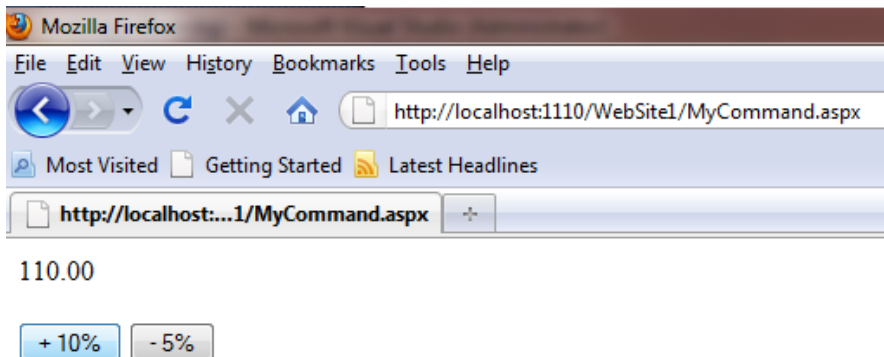 Mozilla Firefox
File Edit View History Bookmarks Tools Help
http://localhost:1110/WebSite1/MyCommand.aspx
Most Visited Getting Started Latest Headlines
http://localhost:...1/MyCommand.aspx
110.00
+ 10% - 5%